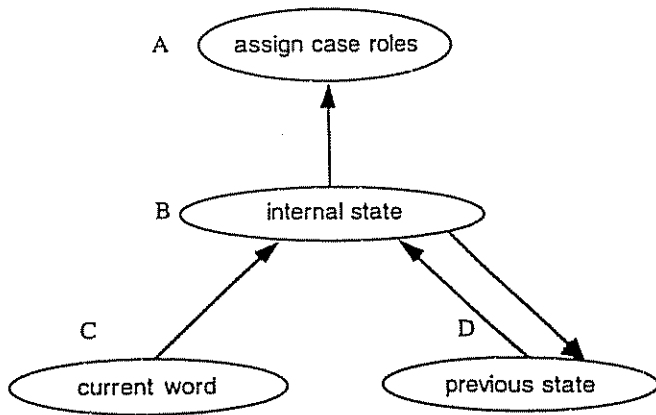 A assign case roles
B internal state
C D
current word previous state